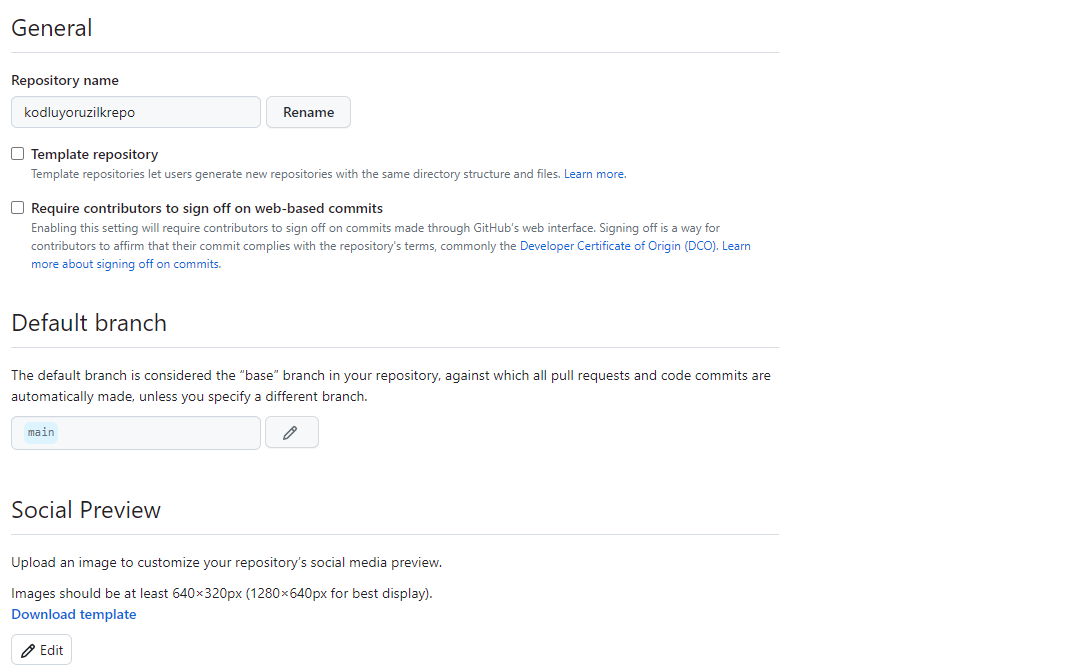 General
Repository name
kodluyoruzilkrepo
Rename
Template repository
Template repositories let users generate new repositories with the same directory structure and files. Learn more.
Require contributors to sign off on web-based commits
Enabling this setting will require contributors to sign off on commits made through GitHub's web interface. Signing off is a way for
contributors to affirm that their commit complies with the repository's terms, commonly the Developer Certificate of Origin (DCO). Learn
more about signing off on commits.
Default branch
The default branch is considered the “base” branch in your repository, against which all pull requests and code commits are
automatically made, unless you specify a different branch.
main
Social Preview
Upload an image to customize your repository's social media preview.
Images should be at least 640×320px (1280×640px for best display).
Download template
Edit